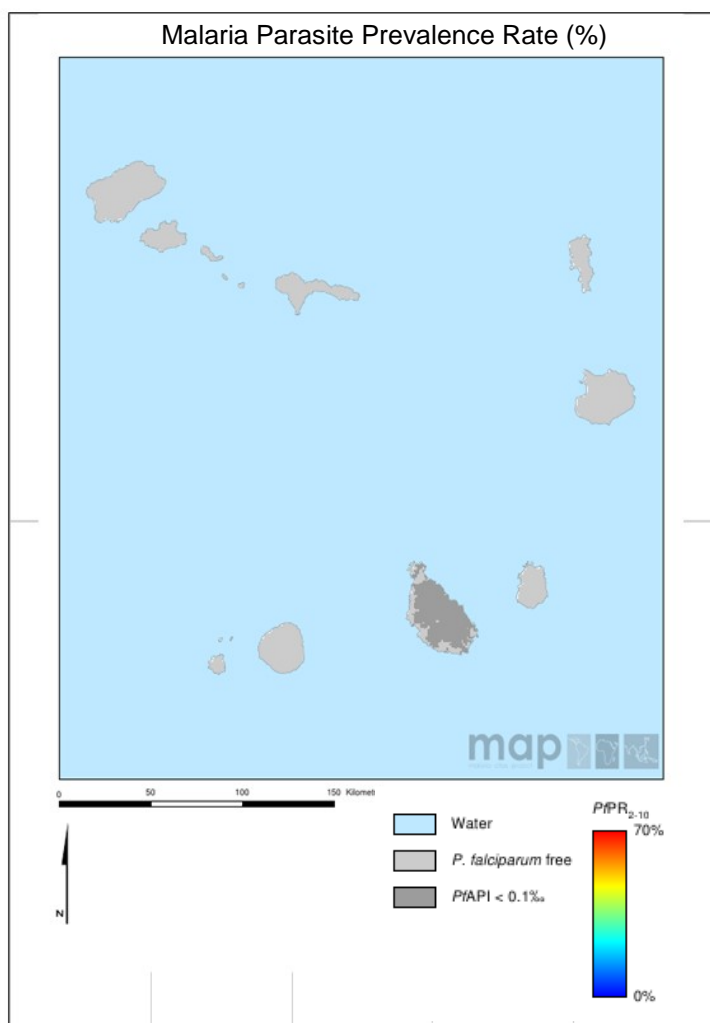 Malaria Parasite Prevalence Rate (%)
map
0 50 100 150 Kilomet
Water
P. falciparum free
PfAPI < 0.1‰
N
PfPR2-10
70%
0%